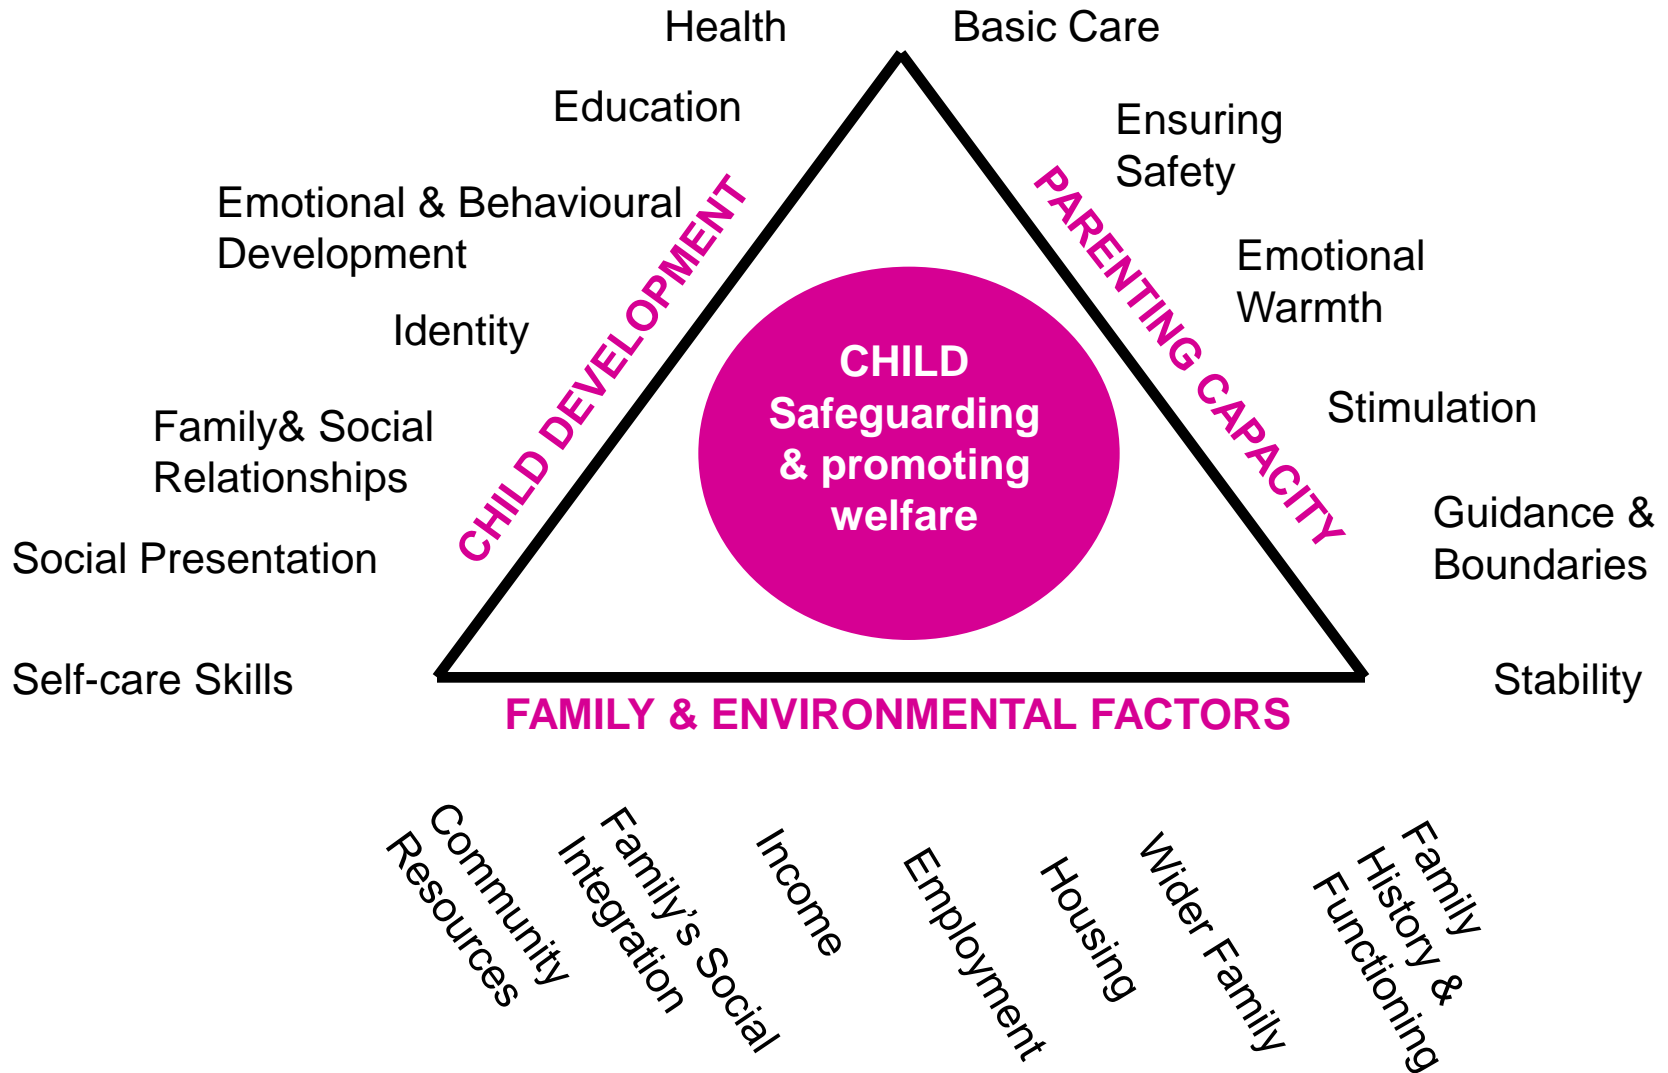 Health
Basic Care
Education
Ensuring
Safety
Emotional & Behavioural
Development
Emotional
Warmth
Identity
Stimulation
Family& Social
Relationships
Guidance &
Boundaries
Social Presentation
Self-care Skills
Stability
CHILD DEVELOPMENT
PARENTING CAPACITY
CHILD
Safeguarding
& promoting
welfare
FAMILY & ENVIRONMENTAL FACTORS
Community
Resources
Family’s Social
Integration
Income
Employment
Housing
Wider Family
Family
History &
Functioning